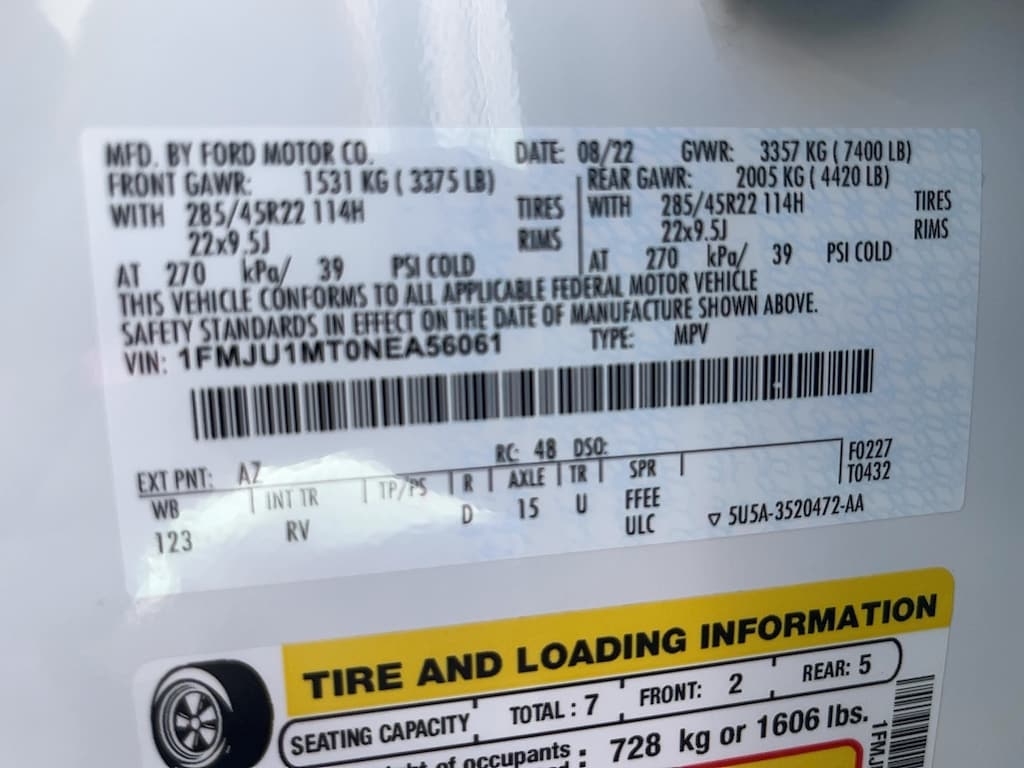 MFD. BY FORD MOTOR CO. DATE: 08/22 GVWR: 3357 KG ( 7400 LB)
FRONT GAWR: 1531 KG ( 3375 LB) REAR GAWR: 2005 KG ( 4420 LB)
WITH 285/45R22 114H TIRES WITH 285/45R22 114H TIRES
22x9.5J RIMS 22x9.5J RIMS
AT 270 kPa/ 39 PSI COLD AT 270 kPa/ 39 PSI COLD
THIS VEHICLE CONFORMS TO ALL APPLICABLE FEDERAL MOTOR VEHICLE
SAFETY STANDARDS IN EFFECT ON THE DATE OF MANUFACTURE SHOWN ABOVE.
VIN: 1FMJU1MT0NEA56061 TYPE: MPV
EXT PNT: AZ RC: 48 DSO: F0227
WB INT TR TP/PS R AXLE TR SPR T0432
123 RV D 15 U FFEE
ULC 5U5A-3520472-AA
TIRE AND LOADING INFORMATION
SEATING CAPACITY TOTAL : 7 FRONT: 2 REAR: 5
of occupants : 728 kg or 1606 lbs.
1FMJ